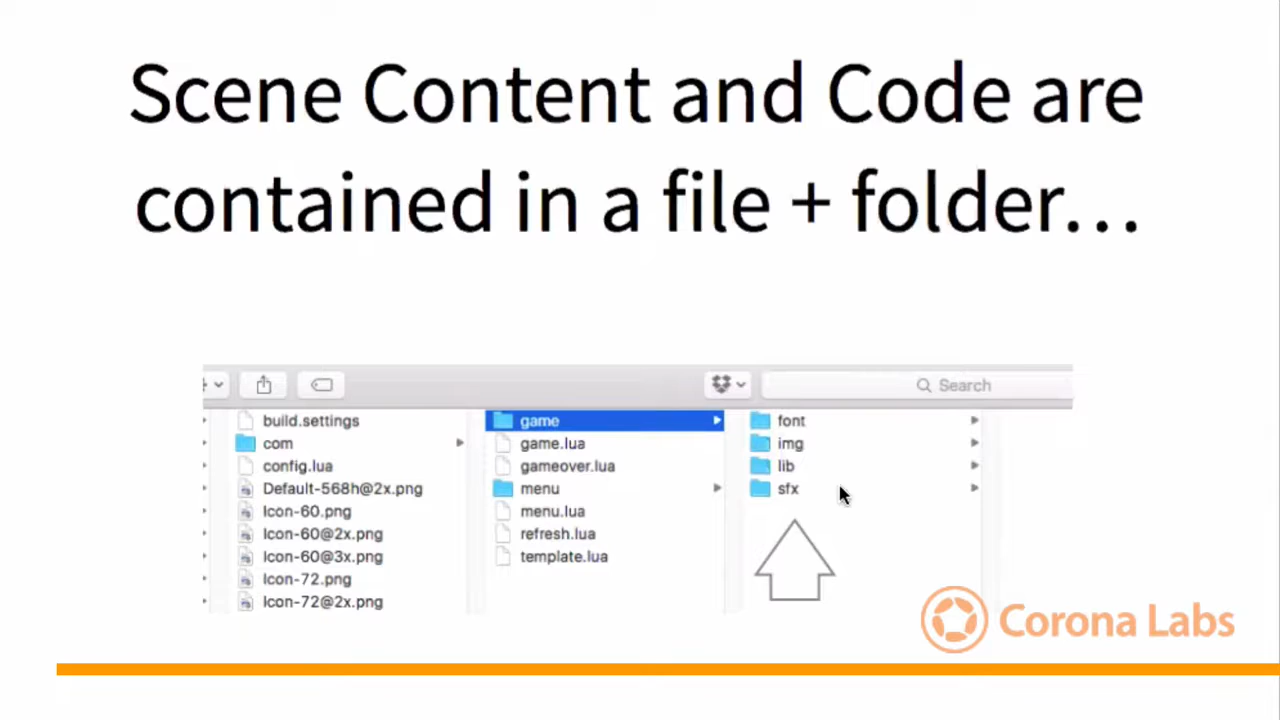 Scene Content and Code are
contained in a file + folder…
Search
build.settings
com
config.lua
Default-568h@2x.png
Icon-60.png
Icon-60@2x.png
Icon-60@3x.png
Icon-72.png
Icon-72@2x.png
game
game.lua
gameover.lua
menu
menu.lua
refresh.lua
template.lua
font
img
lib
sfx
Corona Labs